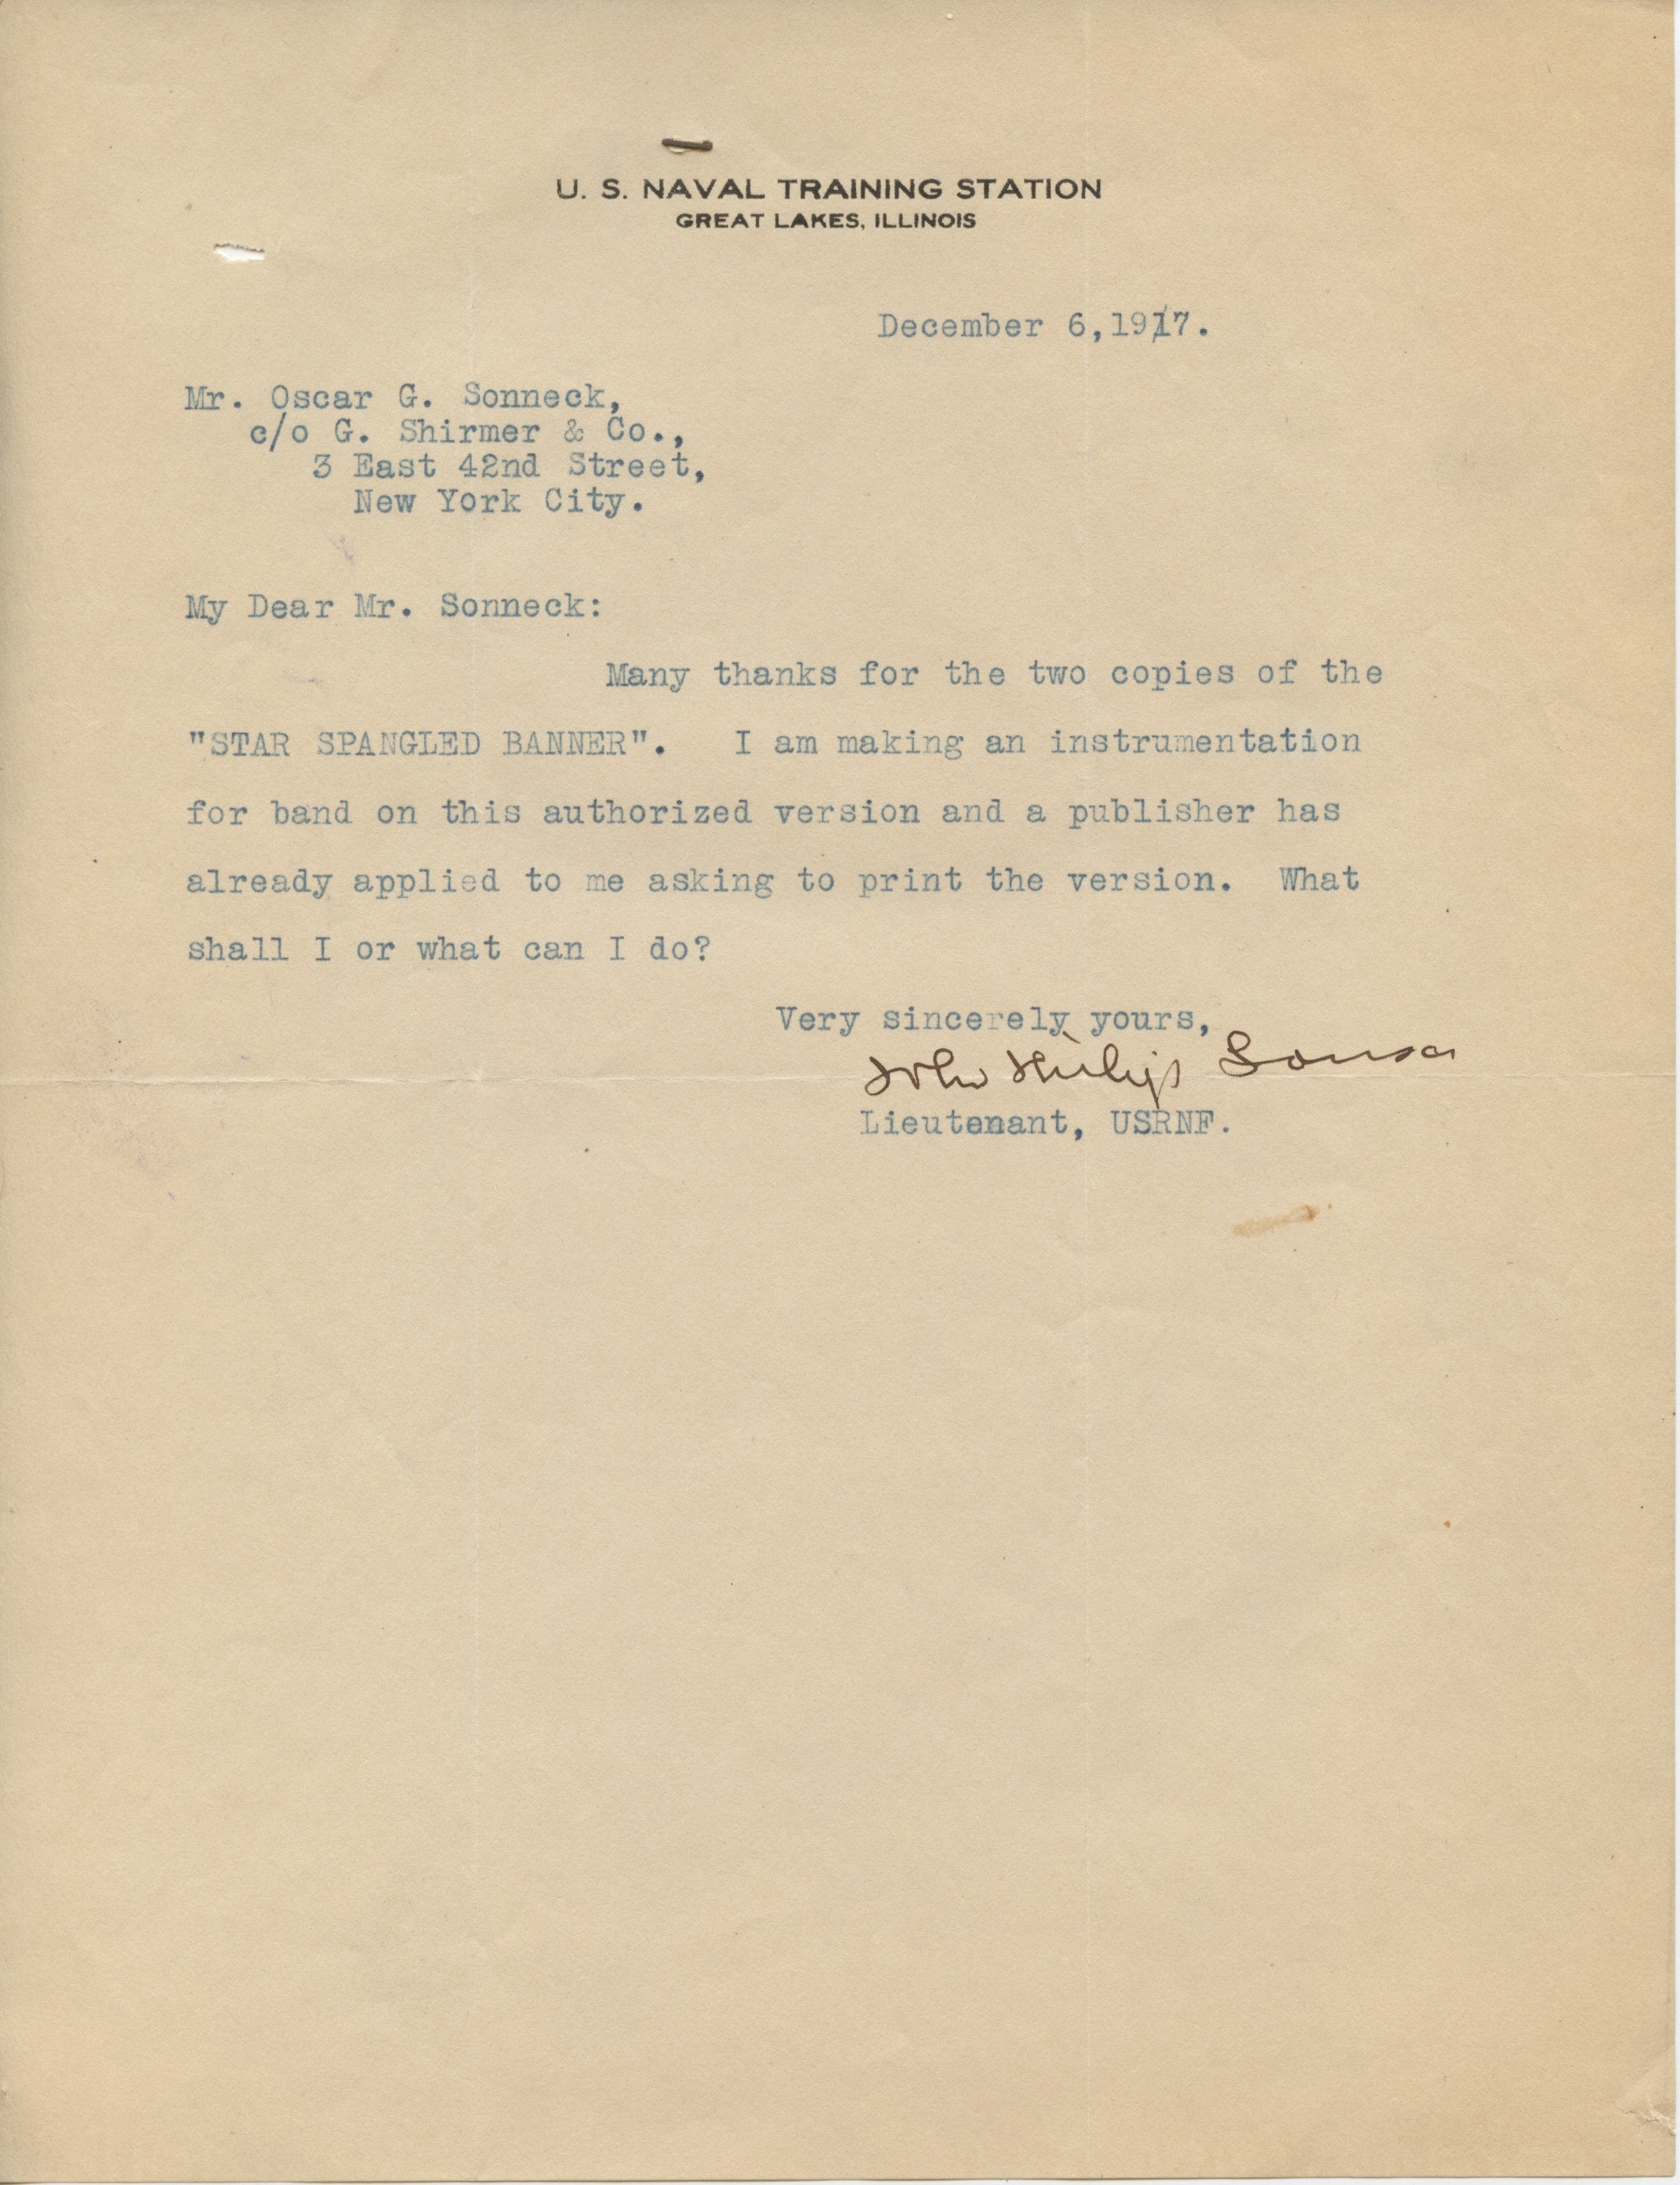 U. S. NAVAL TRAINING STATION
GREAT LAKES, ILLINOIS
December 6,1917.
Mr. Oscar G. Sonneck,
c/o G. Shirmer & Co.,
3 East 42nd Street,
New York City.
My Dear Mr. Sonneck:
Many thanks for the two copies of the
"STAR SPANGLED BANNER". I am making an instrumentation
for band on this authorized version and a publisher has
already applied to me asking to print the version. What
shall I or what can I do?
Very sincerely yours,
John Philip Sousa
Lieutenant, USRNF.